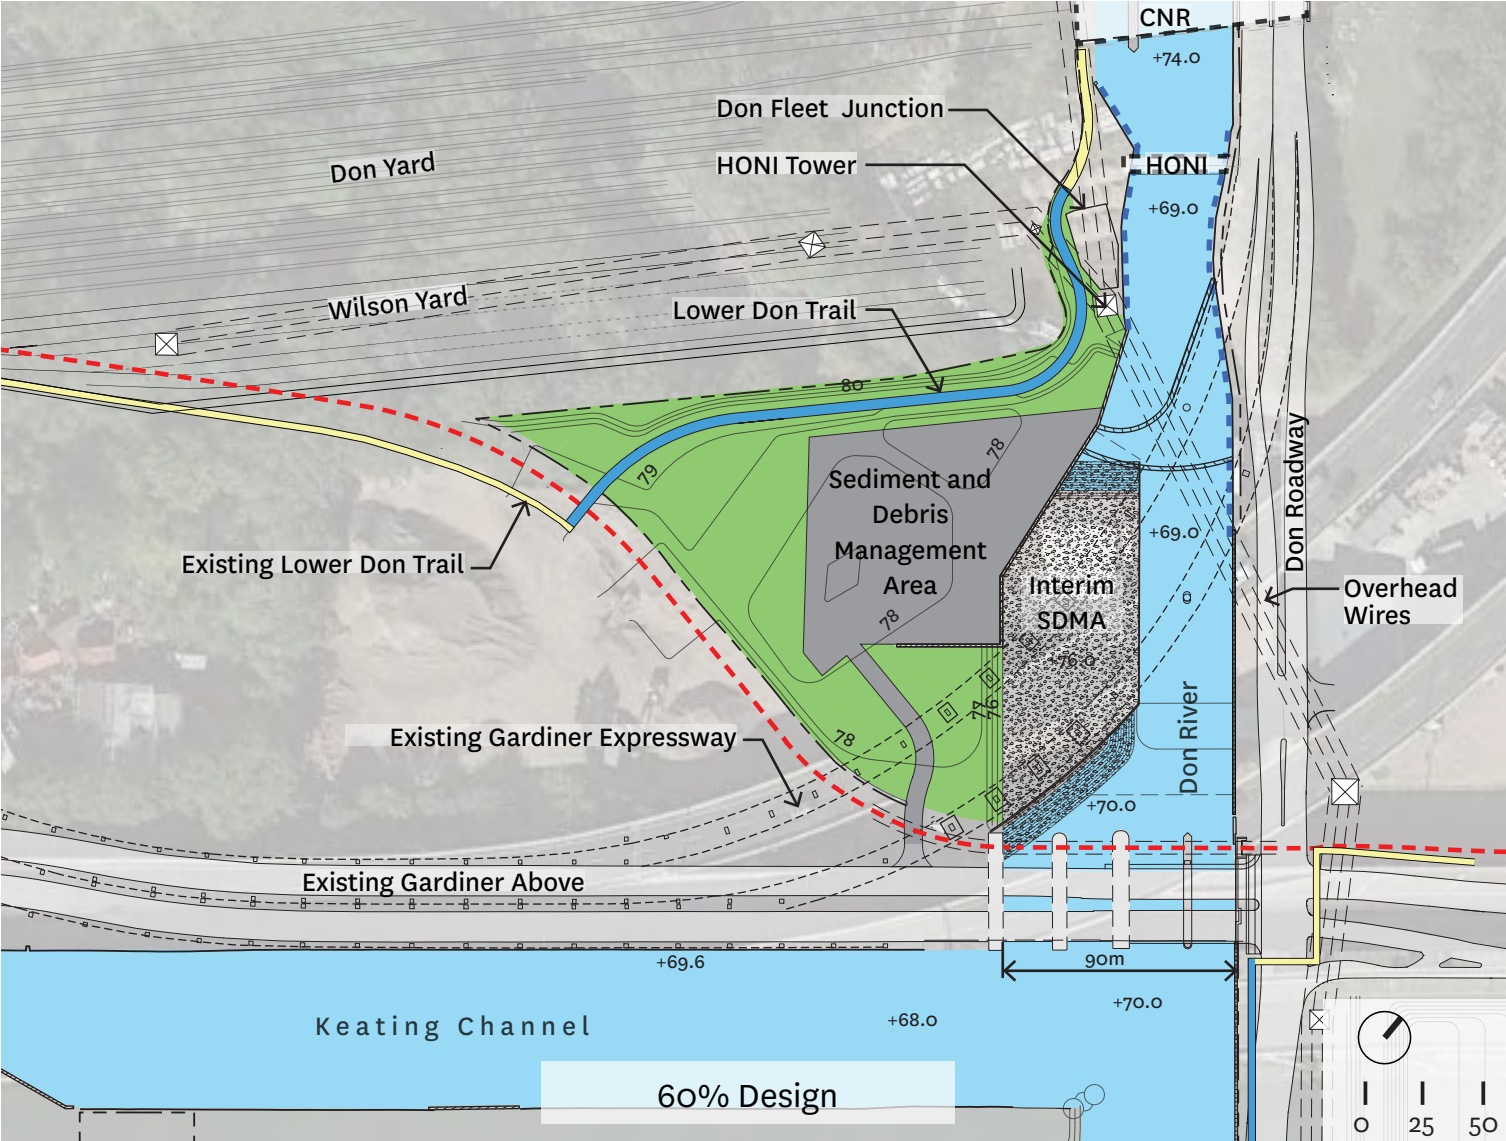 CNR
+74.0
Don Fleet Junction
HONI Tower
HONI
Don Yard
+69.0
Wilson Yard
Lower Don Trail
80
79
78
Sediment and
Debris
Management
Area
Don Roadway
+69.0
Existing Lower Don Trail
Interim
SDMA
Overhead
Wires
78
+76.0
77
76
Don River
Existing Gardiner Expressway
78
+70.0
Existing Gardiner Above
+69.6
90m
+70.0
+68.0
Keating Channel
60% Design
0 25 50